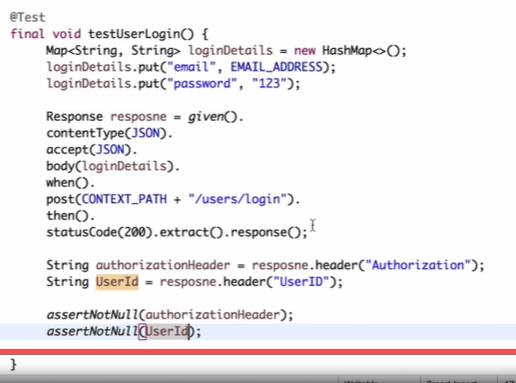 @Test
final void testUserLogin() {
Map<String, String> loginDetails = new HashMap<>();
loginDetails.put("email", EMAIL_ADDRESS);
loginDetails.put("password", "123");
Response resposne = given().
contentType(JSON).
accept(JSON).
body(loginDetails).
when().
post(CONTEXT_PATH + "/users/login").
then().
statusCode(200).extract().response();
String authorizationHeader = resposne.header("Authorization");
String UserId = resposne.header("UserID");
assertNotNull(authorizationHeader);
assertNotNull(UserId);
}